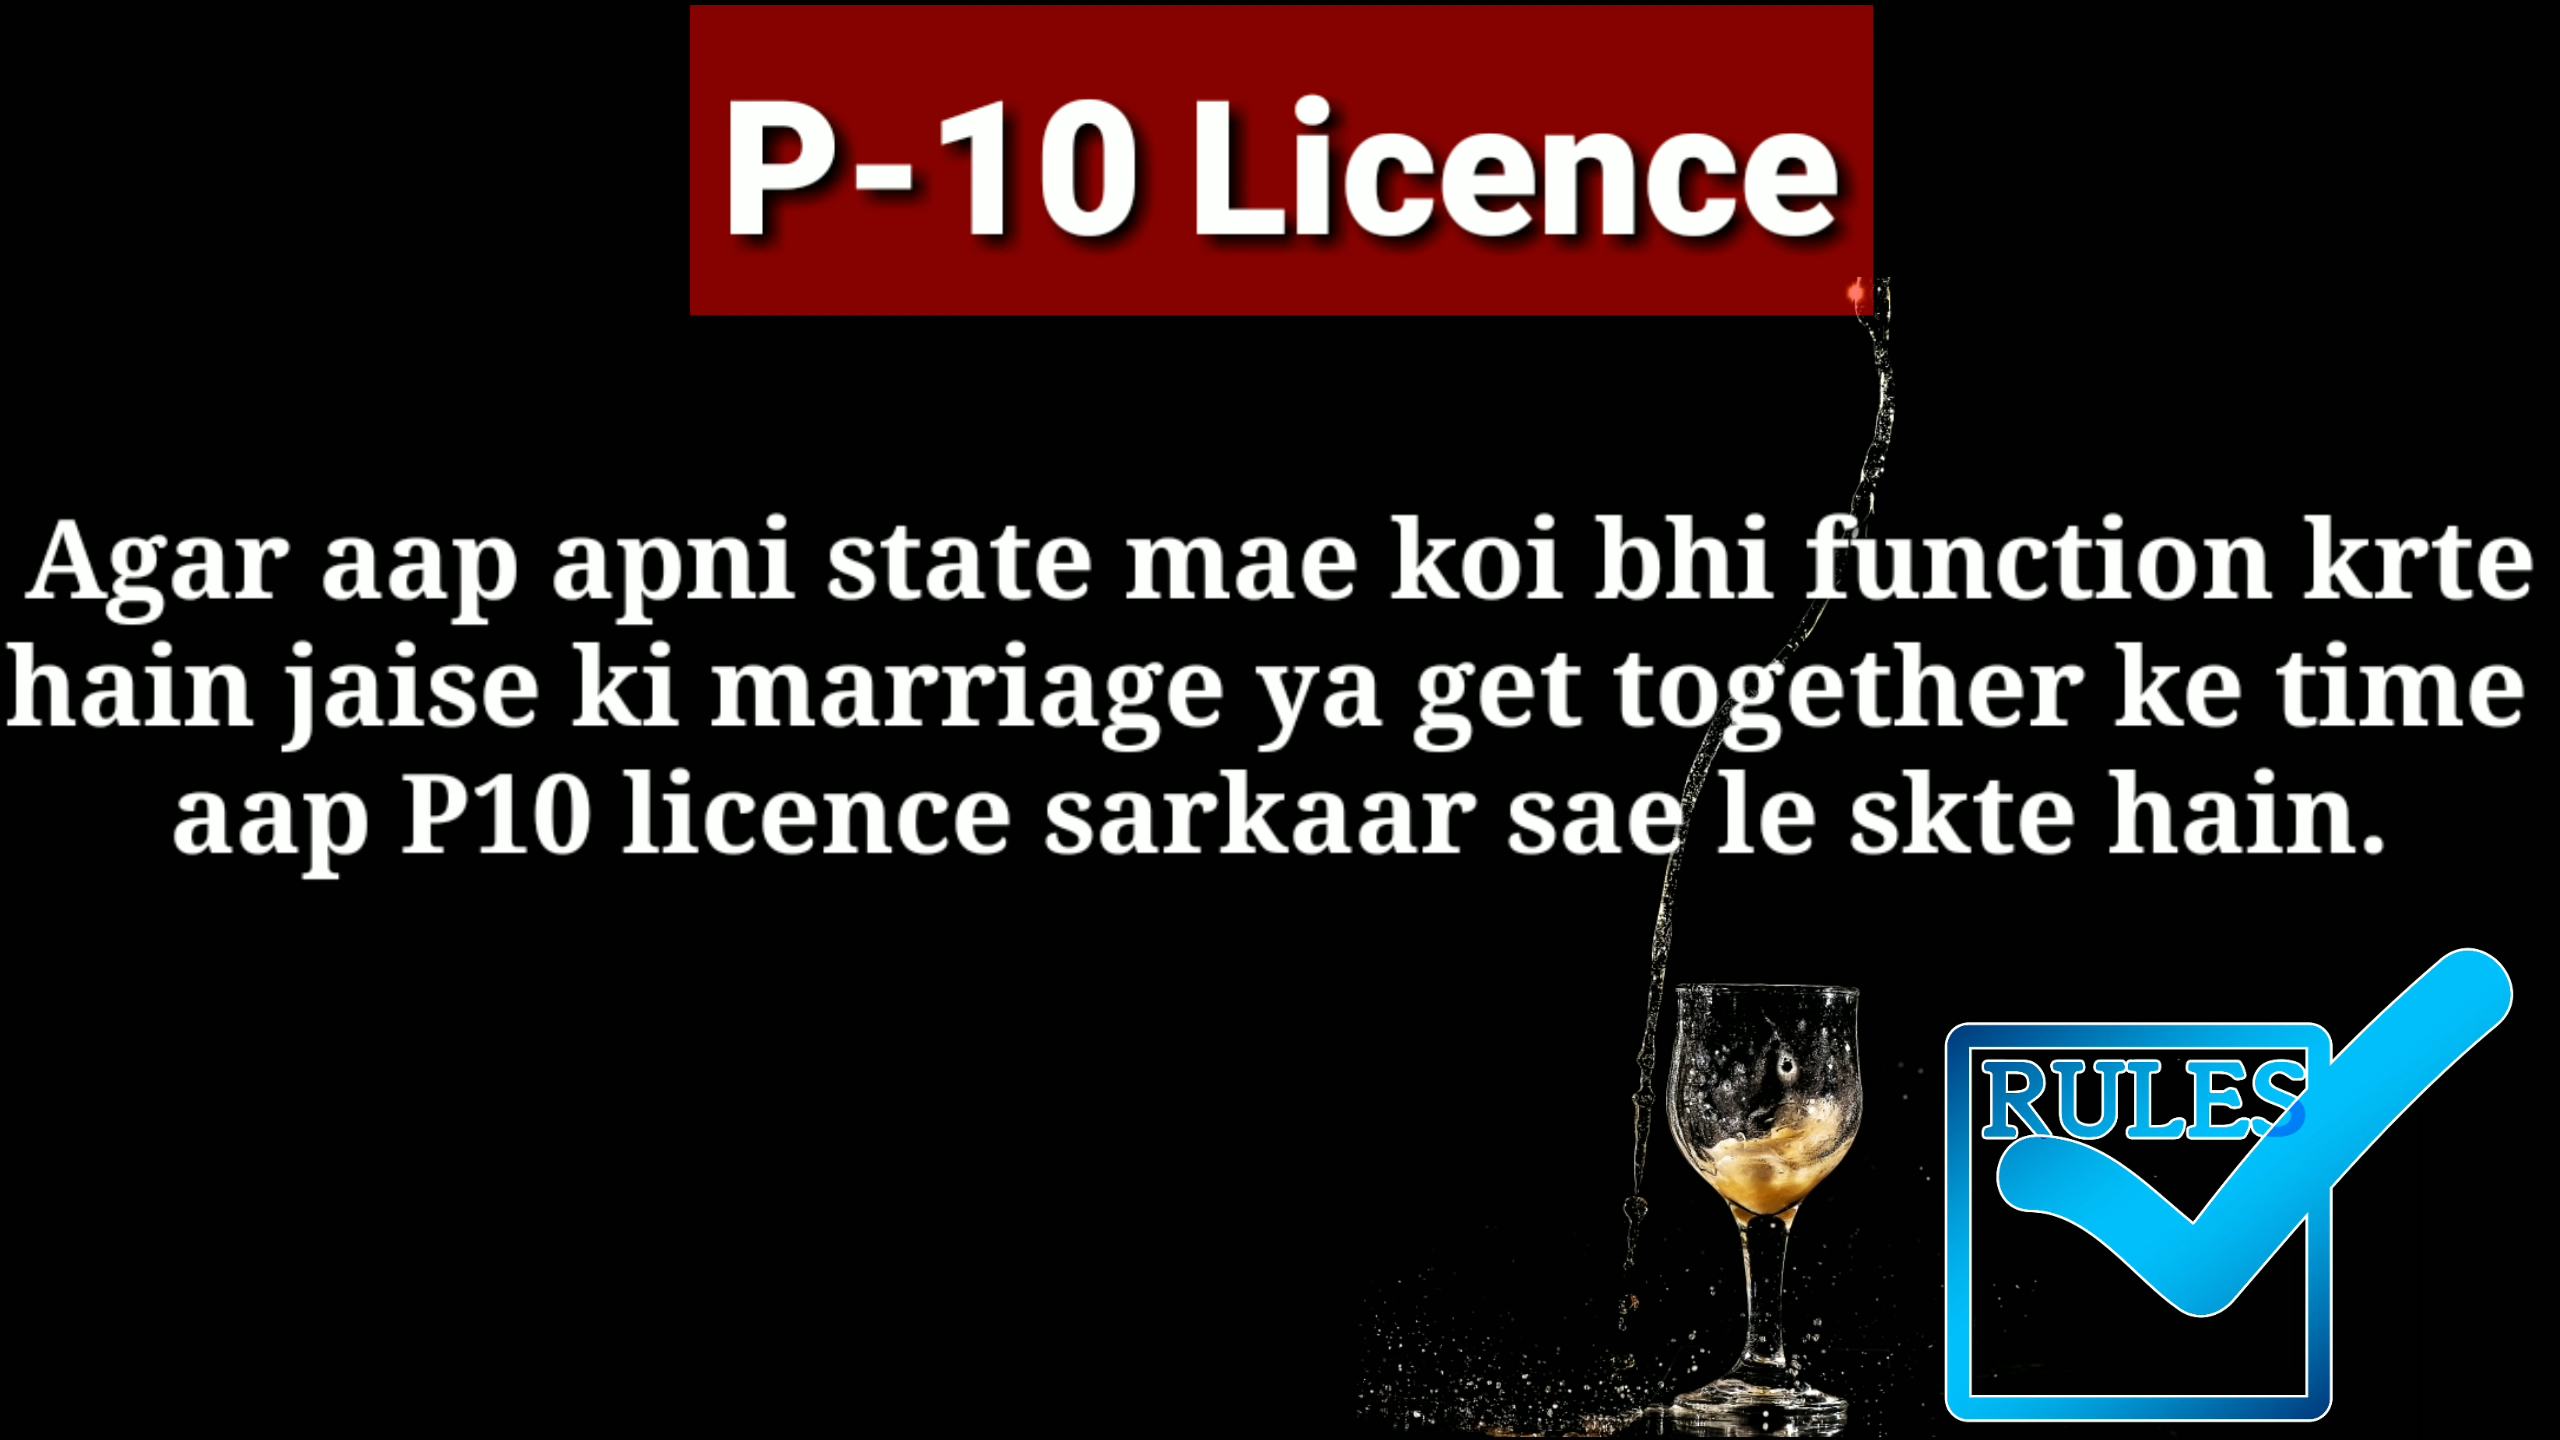 P-10 Licence
Agar aap apni state mae koi bhi function krte
hain jaise ki marriage ya get together ke time
aap P10 licence sarkaar sae le skte hain.
RULES